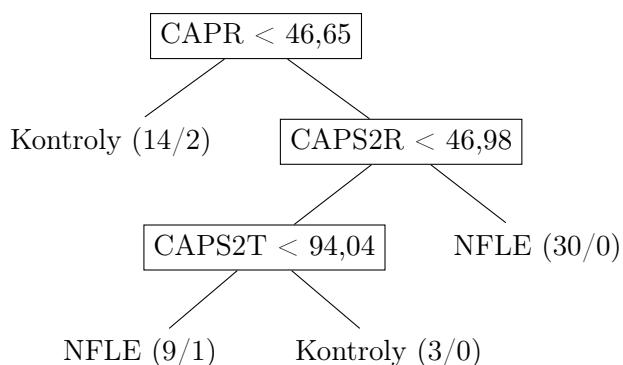 CAPR < 46,65
Kontroly (14/2)
CAPS2R < 46,98
CAPS2T < 94,04
NFLE (30/0)
NFLE (9/1)
Kontroly (3/0)